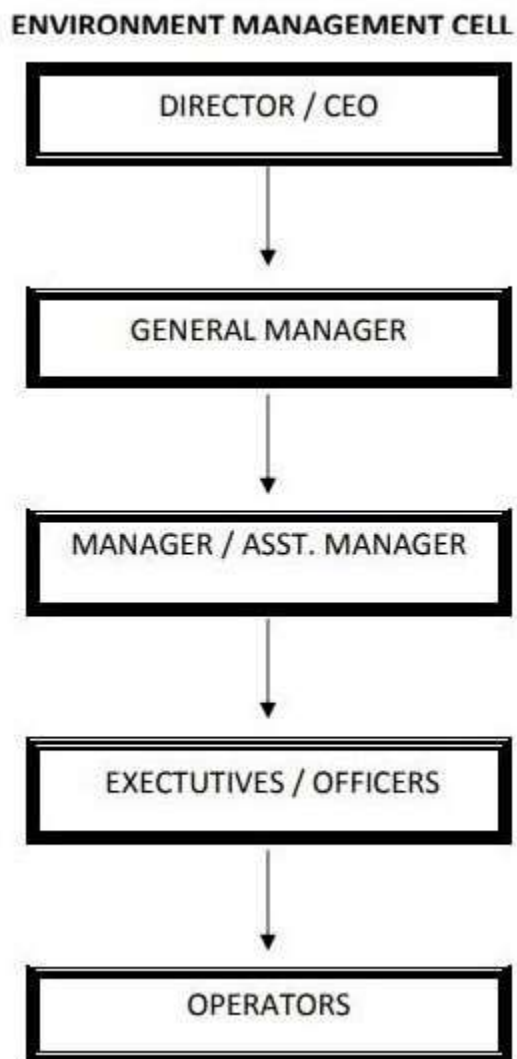 ENVIRONMENT MANAGEMENT CELL
DIRECTOR / CEO
GENERAL MANAGER
MANAGER / ASST. MANAGER
EXECTUTIVES / OFFICERS
OPERATORS